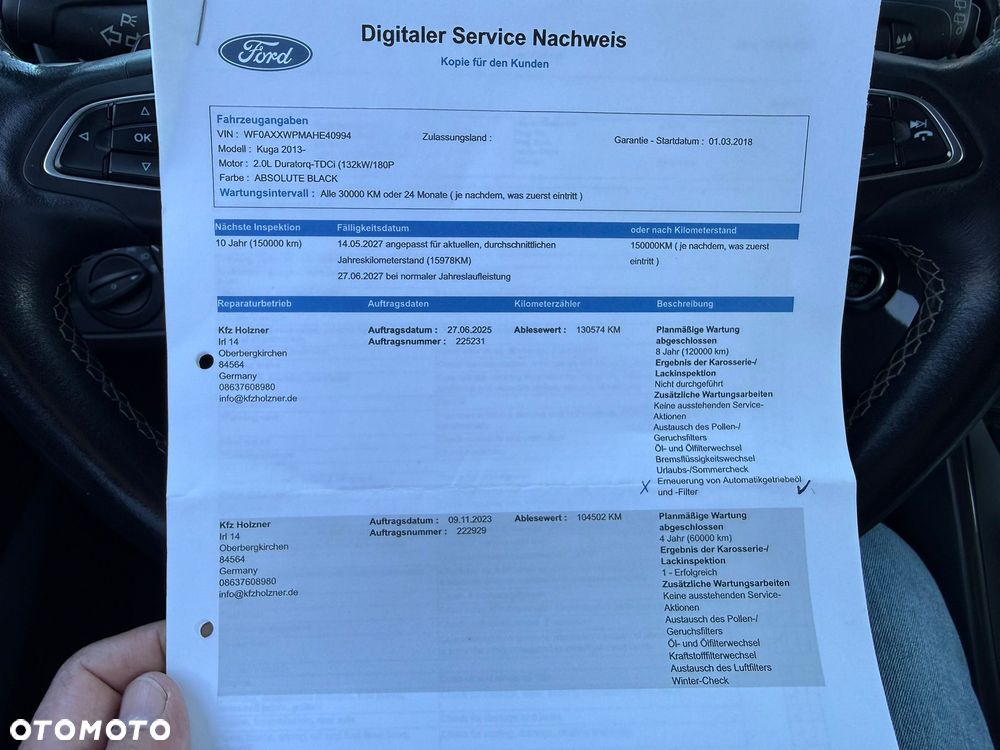 Ford
Digitaler Service Nachweis
Kopie für den Kunden
Fahrzeugangaben
VIN : WF0AXXWPMAHE40994 Zulassungsland : Garantie - Startdatum : 01.03.2018
Modell : Kuga 2013-
Motor : 2.0L Duratorq-TDCi (132kW/180P
Farbe : ABSOLUTE BLACK
Wartungsintervall : Alle 30000 KM oder 24 Monate ( je nachdem, was zuerst eintritt )
Nächste Inspektion Fälligkeitsdatum oder nach Kilometerstand
10 Jahr (150000 km) 14.05.2027 angepasst für aktuellen, durchschnittlichen 150000KM ( je nachdem, was zuerst
Jahreskilometerstand (15978KM) eintritt )
27.06.2027 bei normaler Jahreslaufleistung
Reparaturbetrieb Auftragsdaten Kilometerzähler Beschreibung
Kfz Holzner Auftragsdatum : 27.06.2025 Ablesewert : 130574 KM Planmäßige Wartung
Irl 14 Auftragsnummer : 225231 abgeschlossen
Oberbergkirchen 8 Jahr (120000 km)
84564 Ergebnis der Karosserie-/
Germany Lackinspektion
08637608980 Nicht durchgeführt
info@kfzholzner.de Zusätzliche Wartungsarbeiten
Keine ausstehenden Service-
Aktionen
Austausch des Pollen-/
Geruchsfilters
Öl- und Ölfilterwechsel
Bremsflüssigkeitswechsel
Urlaubs-/Sommercheck
X Erneuerung von Automatikgetriebeöl
und -Filter
Kfz Holzner Auftragsdatum : 09.11.2023 Ablesewert : 104502 KM Planmäßige Wartung
Irl 14 Auftragsnummer : 222929 abgeschlossen
Oberbergkirchen 4 Jahr (60000 km)
84564 Ergebnis der Karosserie-/
Germany Lackinspektion
08637608980 1 - Erfolgreich
info@kfzholzner.de Zusätzliche Wartungsarbeiten
Keine ausstehenden Service-
Aktionen
Austausch des Pollen-/
Geruchsfilters
Öl- und Ölfilterwechsel
Kraftstofffilterwechsel
Austausch des Luftfilters
Winter-Check
OK
OTOMOTO